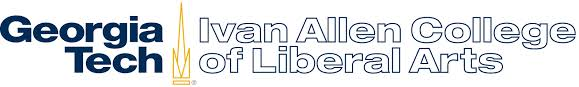 Georgia
Tech
Ivan Allen College
of Liberal Arts
®